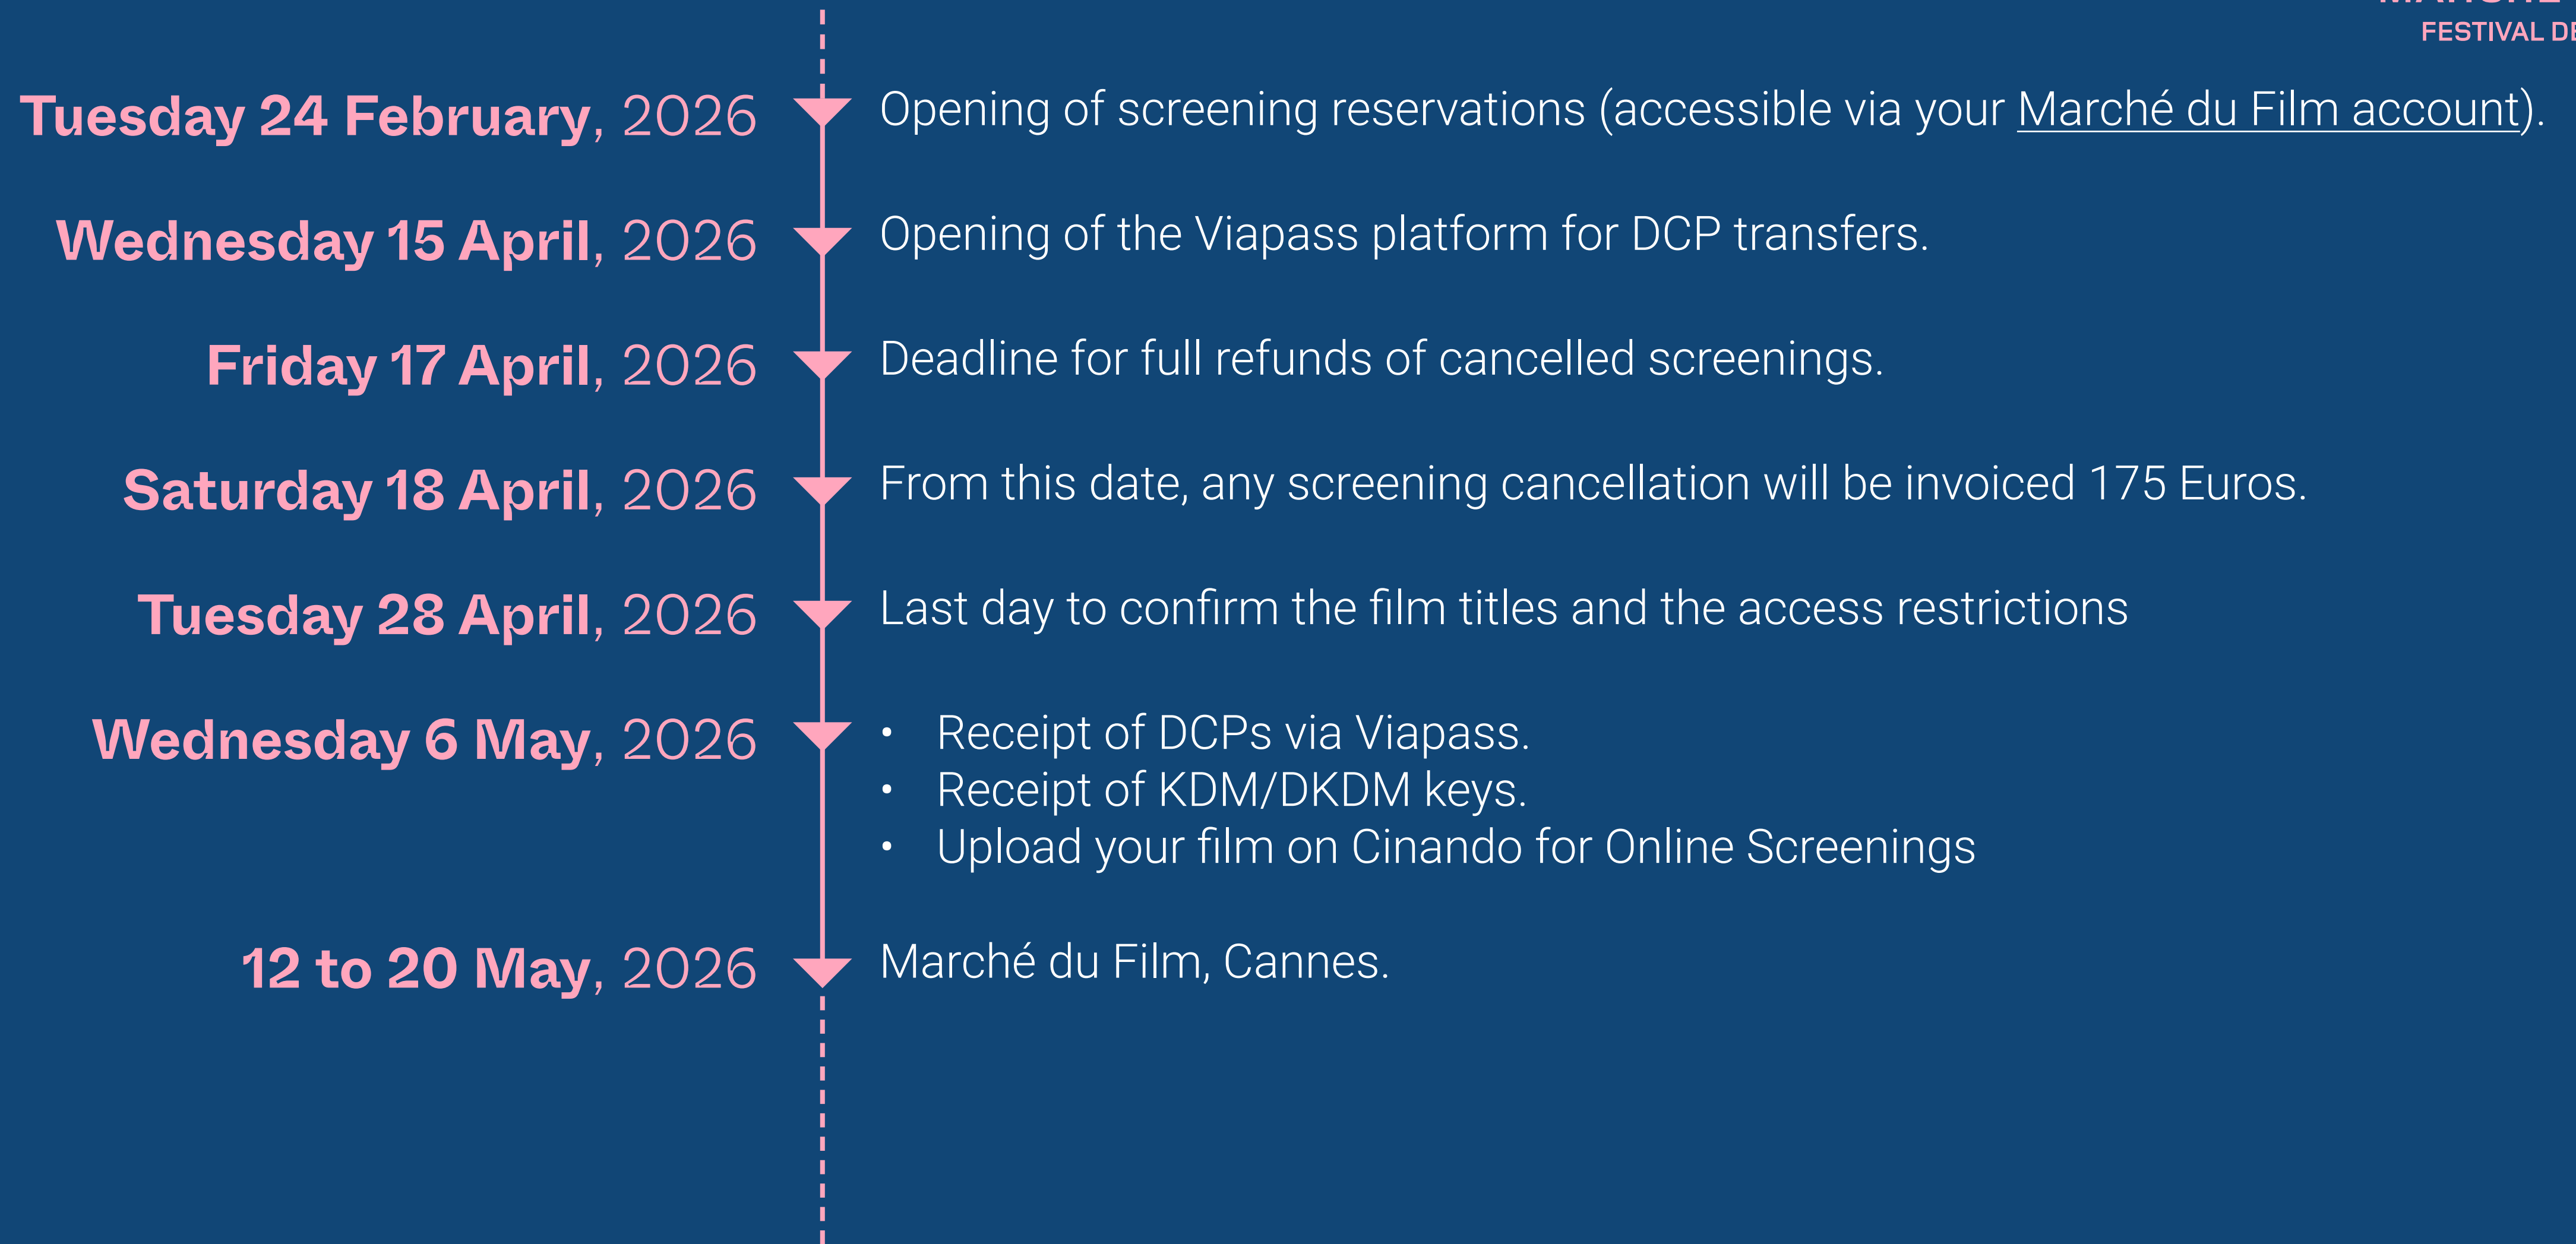 FESTIVAL
Tuesday 24 February, 2026
Opening of screening reservations (accessible via your Marché du Film account).
Wednesday 15 April, 2026
Opening of the Viapass platform for DCP transfers.
Friday 17 April, 2026
Deadline for full refunds of cancelled screenings.
Saturday 18 April, 2026
From this date, any screening cancellation will be invoiced 175 Euros.
Tuesday 28 April, 2026
Last day to confirm the film titles and the access restrictions
Wednesday 6 May, 2026
• Receipt of DCPs via Viapass.
• Receipt of KDM/DKDM keys.
• Upload your film on Cinando for Online Screenings
12 to 20 May, 2026
Marché du Film, Cannes.